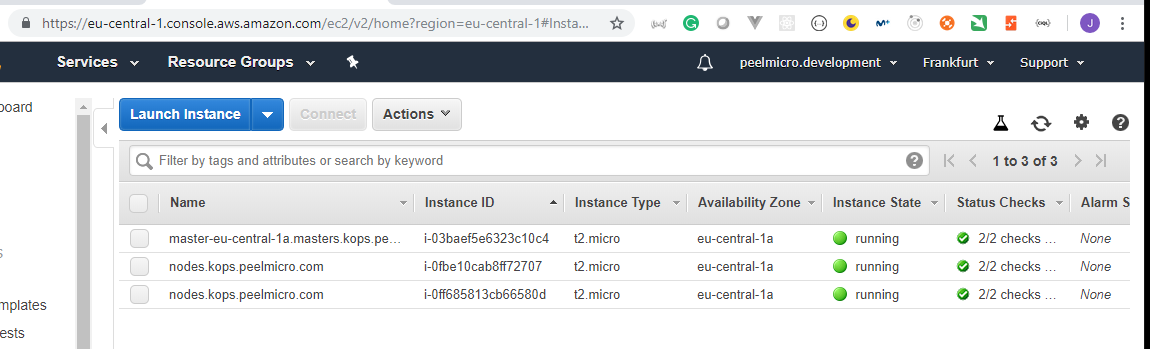 https://eu-central-1.console.aws.amazon.com/ec2/v2/home?region=eu-central-1#Insta...
J
Services Resource Groups peelmicro.development Frankfurt Support
board
Launch Instance Connect Actions
Filter by tags and attributes or search by keyword 1 to 3 of 3
Name Instance ID Instance Type Availability Zone Instance State Status Checks Alarm S
master-eu-central-1a.masters.kops.pe... i-03baef5e6323c10c4 t2.micro eu-central-1a running 2/2 checks ... None
nodes.kops.peelmicro.com i-0fbe10cab8ff72707 t2.micro eu-central-1a running 2/2 checks ... None
nodes.kops.peelmicro.com i-0ff685813cb66580d t2.micro eu-central-1a running 2/2 checks ... None
mplates
ests